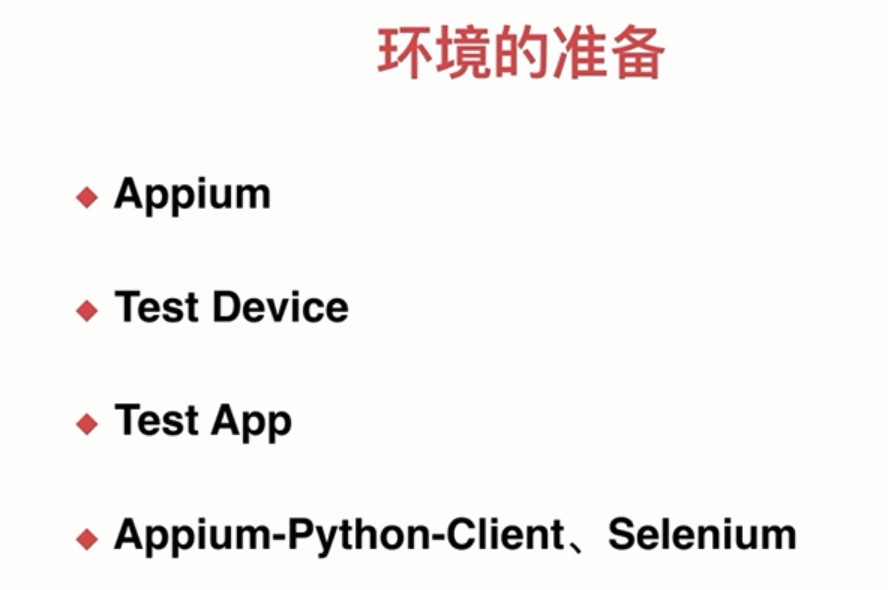 环境的准备
Appium
Test Device
Test App
Appium-Python-Client、Selenium